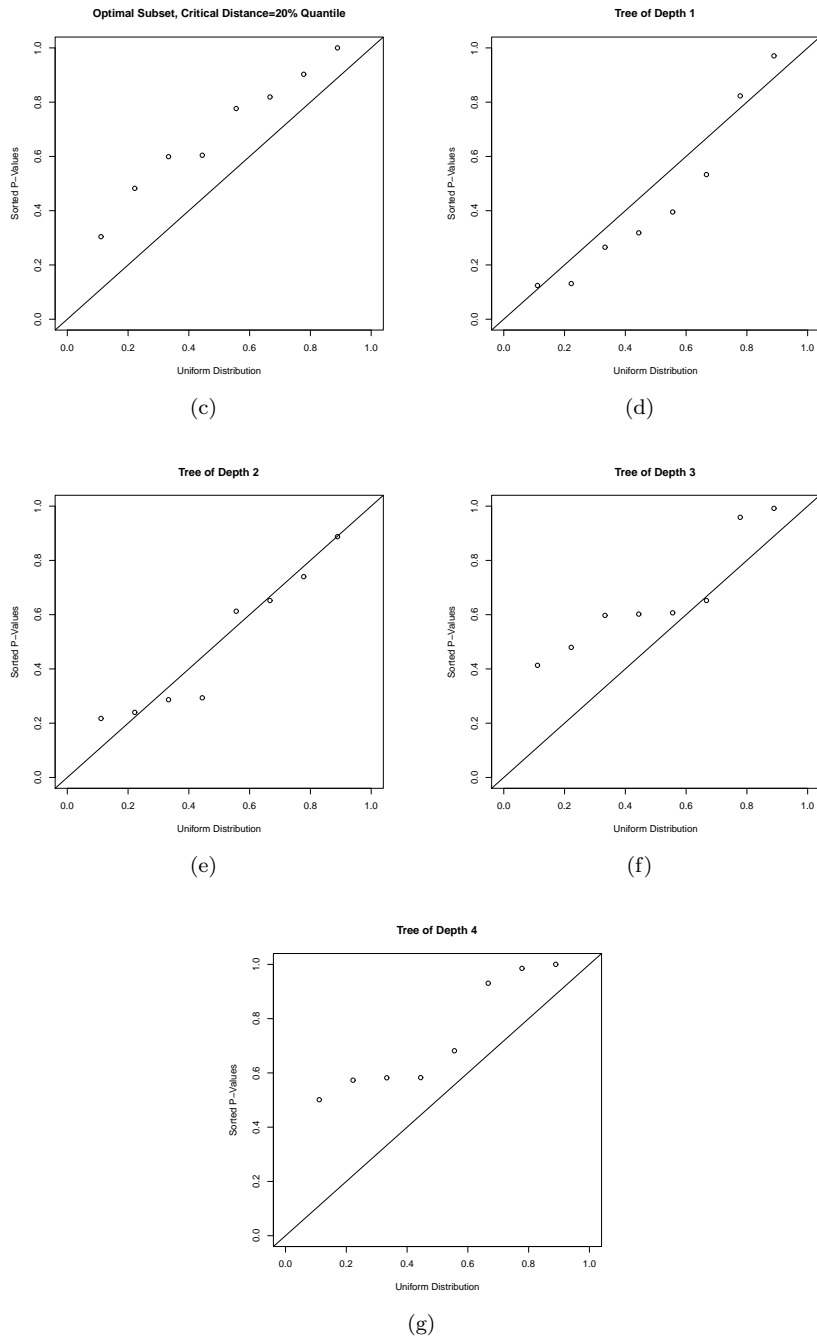 Optimal Subset, Critical Distance=20% Quantile
Sorted P−Values
0.0 0.2 0.4 0.6 0.8 1.0
0.0 0.2 0.4 0.6 0.8 1.0
Uniform Distribution
(c)
Tree of Depth 1
Sorted P−Values
0.0 0.2 0.4 0.6 0.8 1.0
0.0 0.2 0.4 0.6 0.8 1.0
Uniform Distribution
(d)
Tree of Depth 2
Sorted P−Values
0.0 0.2 0.4 0.6 0.8 1.0
0.0 0.2 0.4 0.6 0.8 1.0
Uniform Distribution
(e)
Tree of Depth 3
Sorted P−Values
0.0 0.2 0.4 0.6 0.8 1.0
0.0 0.2 0.4 0.6 0.8 1.0
Uniform Distribution
(f)
Tree of Depth 4
Sorted P−Values
0.0 0.2 0.4 0.6 0.8 1.0
0.0 0.2 0.4 0.6 0.8 1.0
Uniform Distribution
(g)